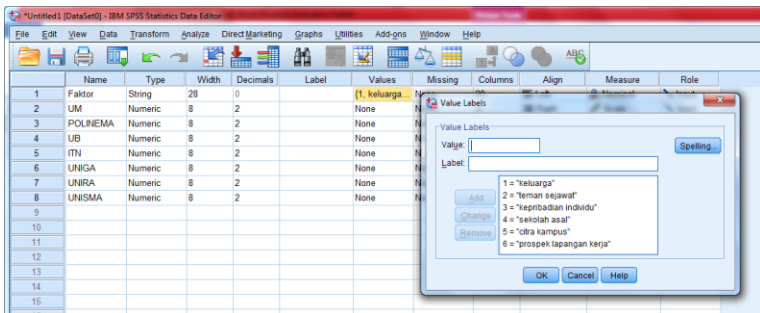 *Untitled1 [DataSet0] - IBM SPSS Statistics Data Editor
File Edit View Data Transform Analyze Direct Marketing Graphs Utilities Add-ons Window Help
Name Type Width Decimals Label Values Missing Columns Align Measure Role
1 Faktor String 28 0 {1, keluarga...
2 UM Numeric 8 2 None
3 POLINEMA Numeric 8 2 None
4 UB Numeric 8 2 None
5 ITN Numeric 8 2 None
6 UNIGA Numeric 8 2 None
7 UNIRA Numeric 8 2 None
8 UNISMA Numeric 8 2 None
9
10
11
12
13
14
15
Value Labels
Value Labels
Value:
Spelling...
Label:
Add
Change
Remove
1 = "keluarga"
2 = "teman sejawat"
3 = "kepribadian individu"
4 = "sekolah asal"
5 = "citra kampus"
6 = "prospek lapangan kerja"
OK Cancel Help